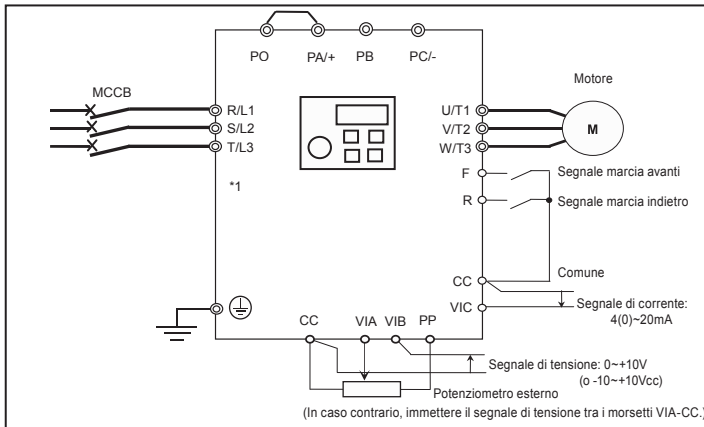 PO PA/+ PB PC/-
MCCB
Motore
R/L1
S/L2
T/L3
U/T1
V/T2
W/T3
M
F
Segnale marcia avanti
R
Segnale marcia indietro
*1
CC
Comune
VIC
Segnale di corrente:
4(0)~20mA
CC VIA VIB PP
Segnale di tensione: 0~+10V
(o -10~+10Vcc)
Potenziometro esterno
(In caso contrario, immettere il segnale di tensione tra i morsetti VIA-CC.)